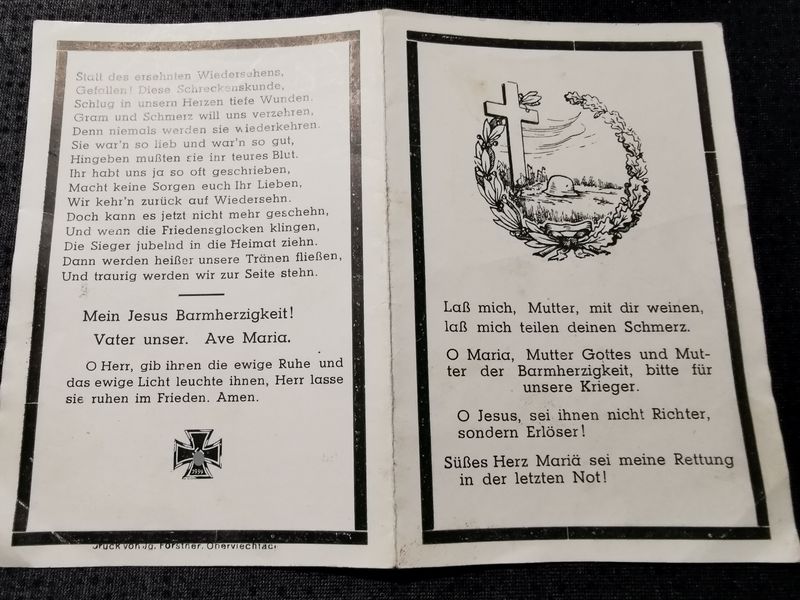 Statt des ersehnten Wiedersehens,
Gefallen! Diese Schreckenskunde,
Schlug in unsern Herzen tiefe Wunden.
Gram und Schmerz will uns verzehren,
Denn niemals werden sie wiederkehren.
Sie war'n so lieb und war'n so gut,
Hingeben mußten sie ihr teures Blut.
Ihr habt uns ja so oft geschrieben,
Macht keine Sorgen euch Ihr Lieben,
Wir kehr'n zurück auf Wiedersehn.
Doch kann es jetzt nicht mehr geschehn,
Und wenn die Friedensglocken klingen,
Die Sieger jubelnd in die Heimat ziehn.
Dann werden heißer unsere Tränen fließen,
Und traurig werden wir zur Seite stehn.
Mein Jesus Barmherzigkeit!
Vater unser. Ave Maria.
O Herr, gib ihnen die ewige Ruhe und
das ewige Licht leuchte ihnen, Herr lasse
sie ruhen im Frieden. Amen.
1939
Druck von Jg. Forstner, Oberviechtach
Laß mich, Mutter, mit dir weinen,
laß mich teilen deinen Schmerz.
O Maria, Mutter Gottes und Mut-
ter der Barmherzigkeit, bitte für
unsere Krieger.
O Jesus, sei ihnen nicht Richter,
sondern Erlöser!
Süßes Herz Mariä sei meine Rettung
in der letzten Not!